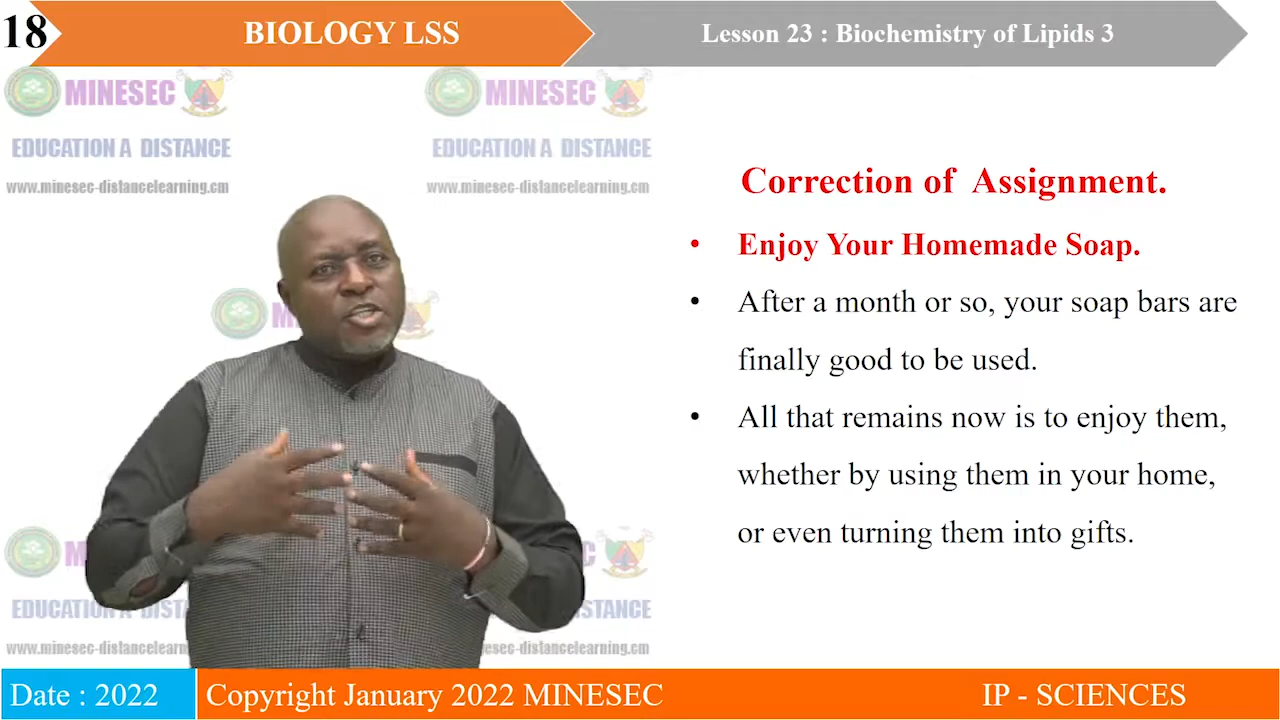 18
BIOLOGY LSS
Lesson 23 : Biochemistry of Lipids 3
MINESEC
MINESEC
EDUCATION A DISTANCE
EDUCATION A DISTANCE
www.minesec-distancelearning.cm
www.minesec-distancelearning.cm
Correction of Assignment.
• Enjoy Your Homemade Soap.
• After a month or so, your soap bars are
finally good to be used.
• All that remains now is to enjoy them,
whether by using them in your home,
or even turning them into gifts.
Date : 2022
Copyright January 2022 MINESEC
IP - SCIENCES